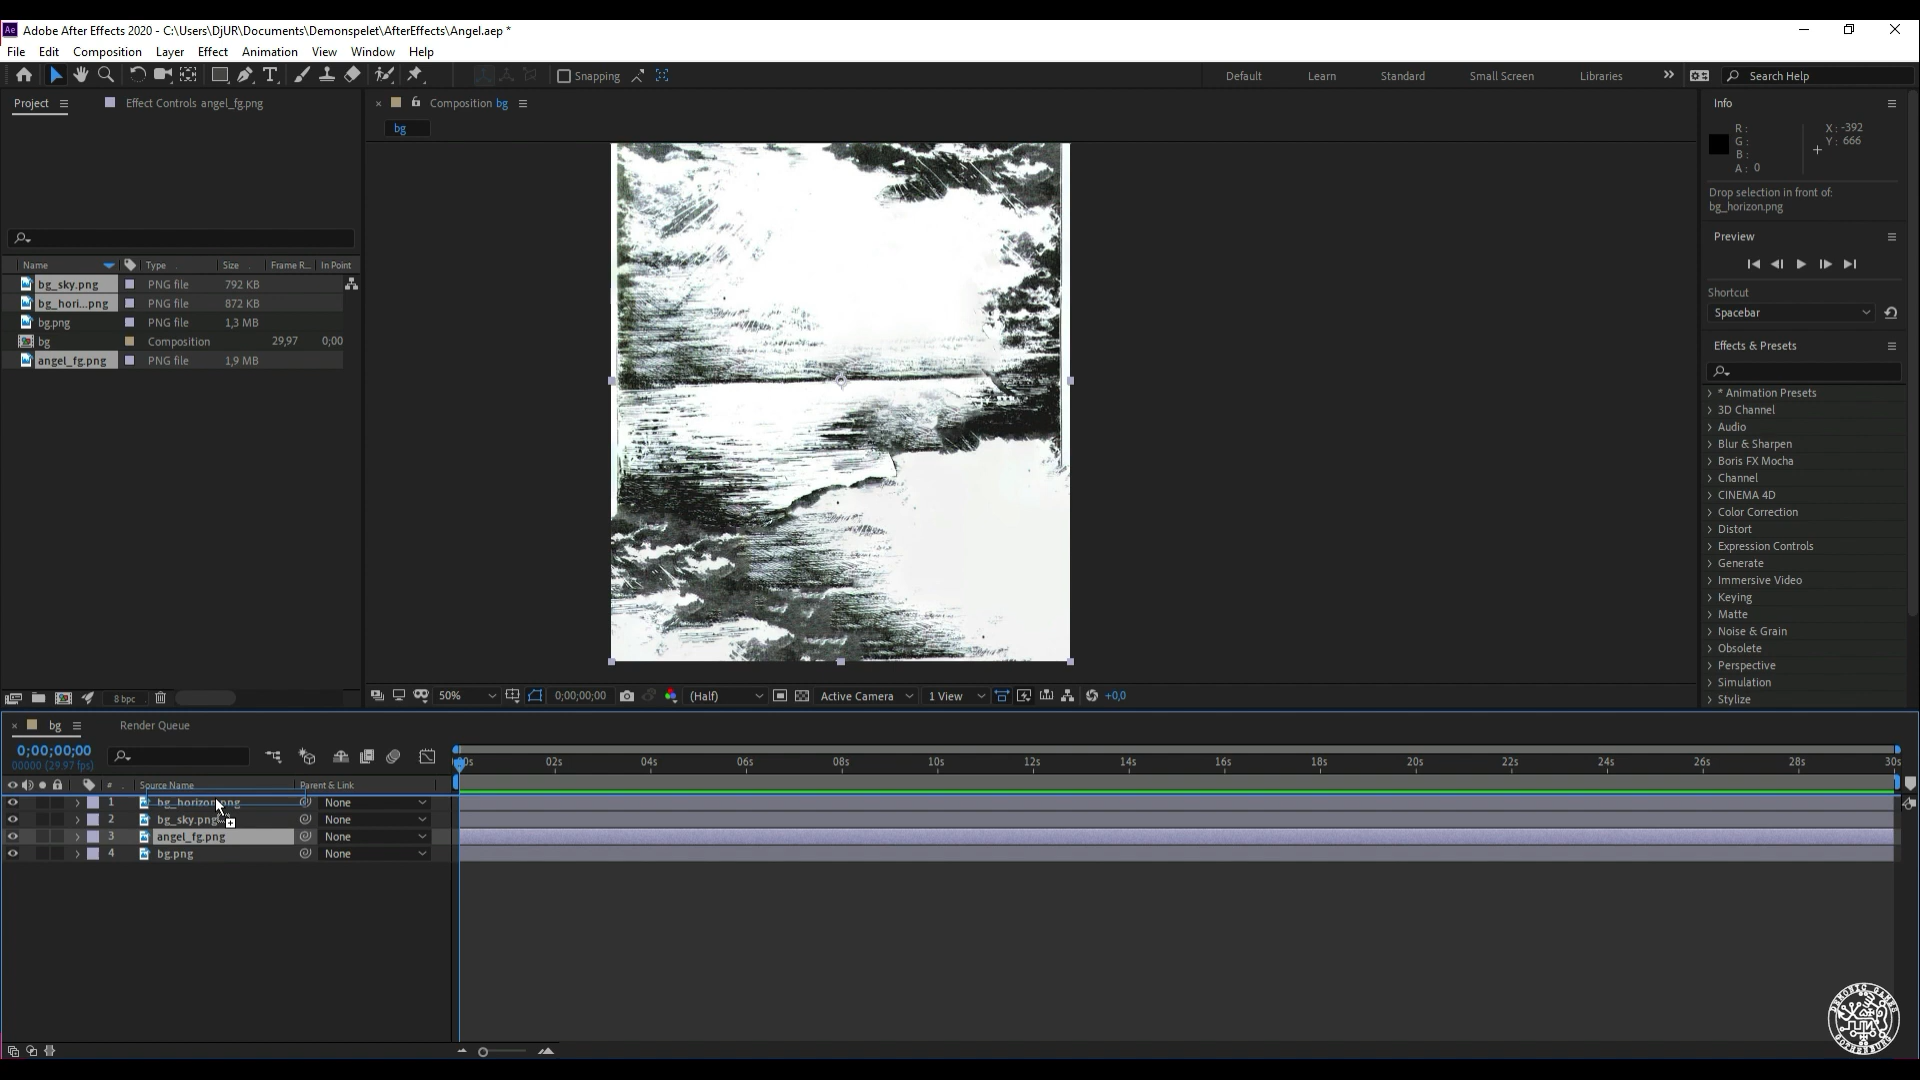 Adobe After Effects 2020 - C:\Users\DjUR\Documents\Demonspelet\AfterEffects\Angel.aep *
File Edit Composition Layer Effect Animation View Window Help
Snapping Default Learn Standard Small Screen Libraries Search Help
Project Effect Controls angel_fg.png Composition bg Info
bg
R :
G :
B :
A : 0
X : -392
Y : 666
Drop selection in front of:
bg_horizon.png
Preview
Shortcut
Spacebar
Effects & Presets
* Animation Presets
3D Channel
Audio
Blur & Sharpen
Boris FX Mocha
Channel
CINEMA 4D
Color Correction
Distort
Expression Controls
Generate
Immersive Video
Keying
Matte
Noise & Grain
Obsolete
Perspective
Simulation
Stylize
Name Type Size Frame R... In Point
bg_sky.png PNG file 792 KB
bg_hori...png PNG file 872 KB
bg.png PNG file 1,3 MB
bg Composition 29,97 0;00
angel_fg.png PNG file 1,9 MB
8 bpc
50% 0;00;00;00 (Half) Active Camera 1 View +0,0
bg Render Queue
0;00;00;00
00000 (29.97 fps)
02s 04s 06s 08s 10s 12s 14s 16s 18s 20s 22s 24s 26s 28s 30s
# Source Name Parent & Link
1 bg_horizon.png None
2 bg_sky.png None
3 angel_fg.png None
4 bg.png None
DEMONIC GAMES
GOTHENBURG